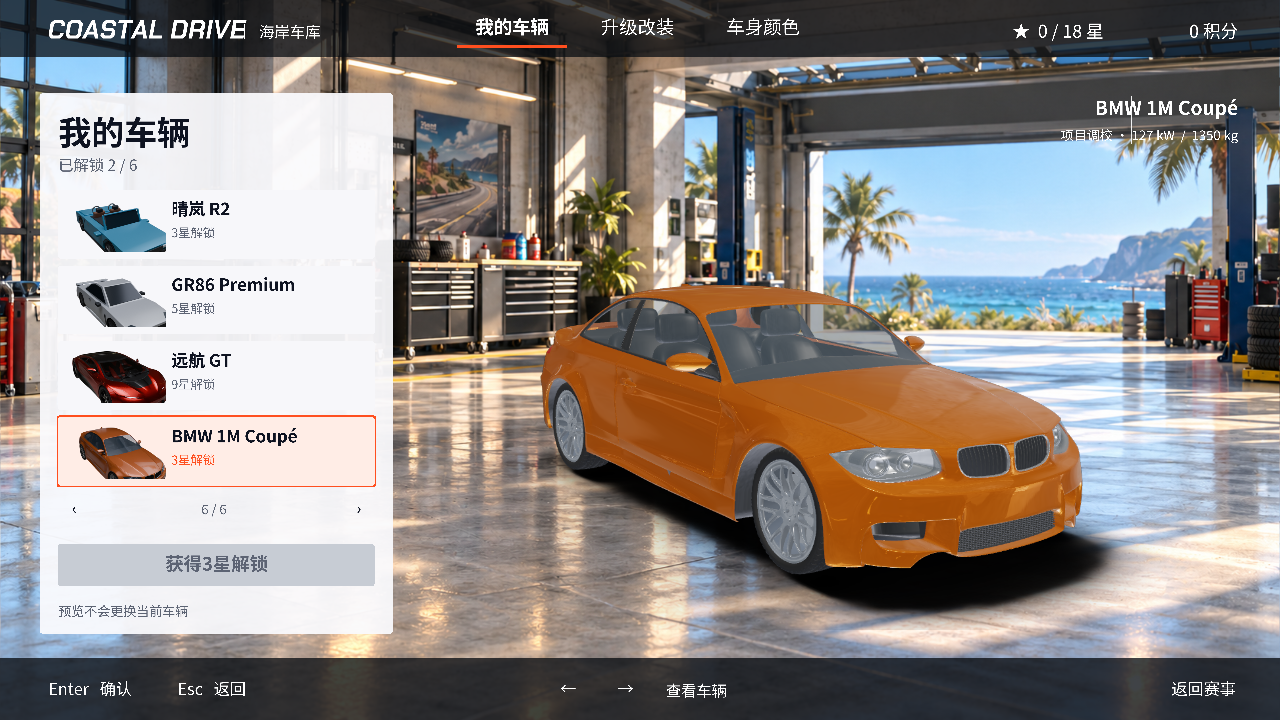 COASTAL DRIVE 海岸车库
我的车辆 升级改装 车身颜色
★ 0 / 18 星 0 积分
BMW 1M Coupé
项目调校 · 127 kW / 1350 kg
我的车辆
已解锁 2 / 6
晴岚 R2
3星解锁
GR86 Premium
5星解锁
远航 GT
9星解锁
BMW 1M Coupé
3星解锁
‹ 6 / 6 ›
获得3星解锁
预览不会更换当前车辆
Enter 确认 Esc 返回 ← → 查看车辆 返回赛事